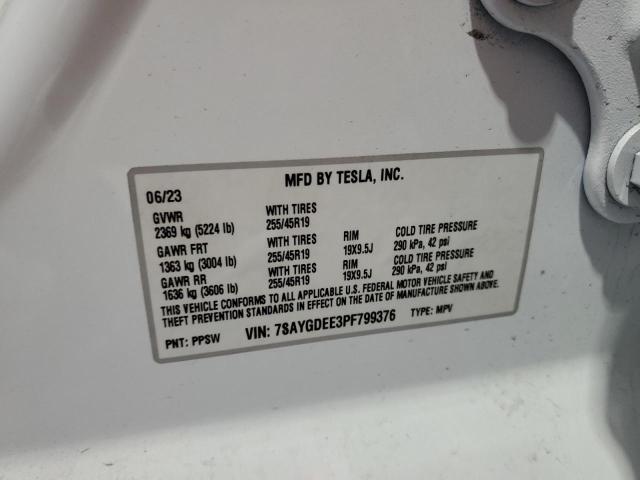 MFD BY TESLA, INC.
06/23
GVWR WITH TIRES
2369 kg (5224 lb) 255/45R19
GAWR FRT WITH TIRES RIM COLD TIRE PRESSURE
1363 kg (3004 lb) 255/45R19 19X9.5J 290 kPa, 42 psi
GAWR RR WITH TIRES RIM COLD TIRE PRESSURE
1636 kg (3606 lb) 255/45R19 19X9.5J 290 kPa, 42 psi
THIS VEHICLE CONFORMS TO ALL APPLICABLE U.S. FEDERAL MOTOR VEHICLE SAFETY AND
THEFT PREVENTION STANDARDS IN EFFECT ON THE DATE OF MANUFACTURE SHOWN ABOVE.
PNT: PPSW VIN: 7SAYGDEE3PF799376 TYPE: MPV